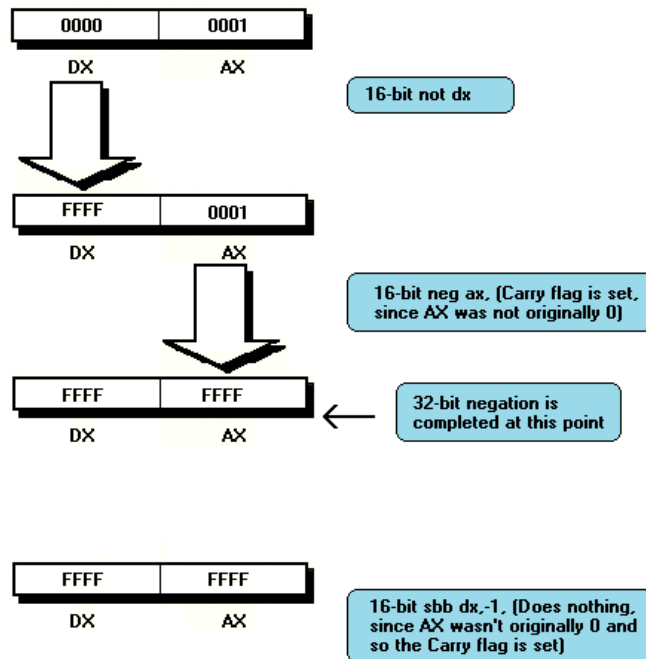 0000 0001
DX AX
16-bit not dx
FFFF 0001
DX AX
16-bit neg ax, (Carry flag is set,
since AX was not originally 0)
FFFF FFFF
DX AX
32-bit negation is
completed at this point
FFFF FFFF
DX AX
16-bit sbb dx,-1, (Does nothing,
since AX wasn't originally 0 and
so the Carry flag is set)